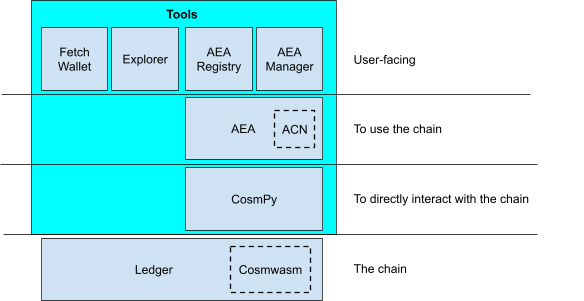 Tools
Fetch
Wallet
Explorer
AEA
Registry
AEA
Manager
User-facing
AEA
ACN
To use the chain
CosmPy
To directly interact with the chain
Ledger
Cosmwasm
The chain